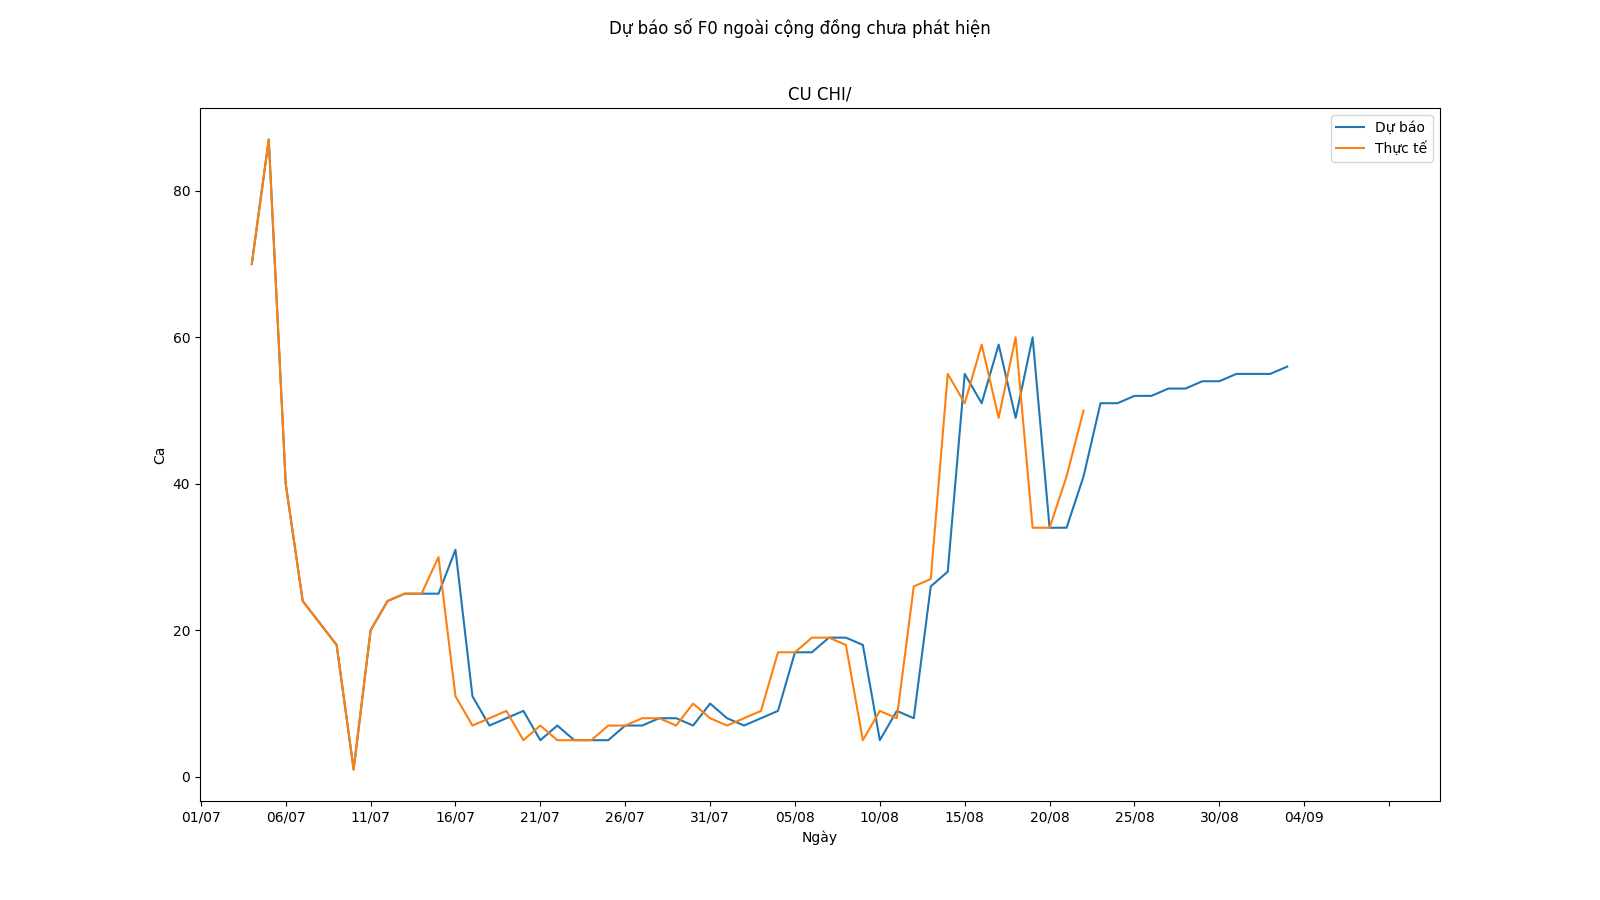 Dự báo số F0 ngoài cộng đồng chưa phát hiện
CU CHI/
Dự báo
Thực tế
80
60
40
20
0
Ca
01/07 06/07 11/07 16/07 21/07 26/07 31/07 05/08 10/08 15/08 20/08 25/08 30/08 04/09
Ngày